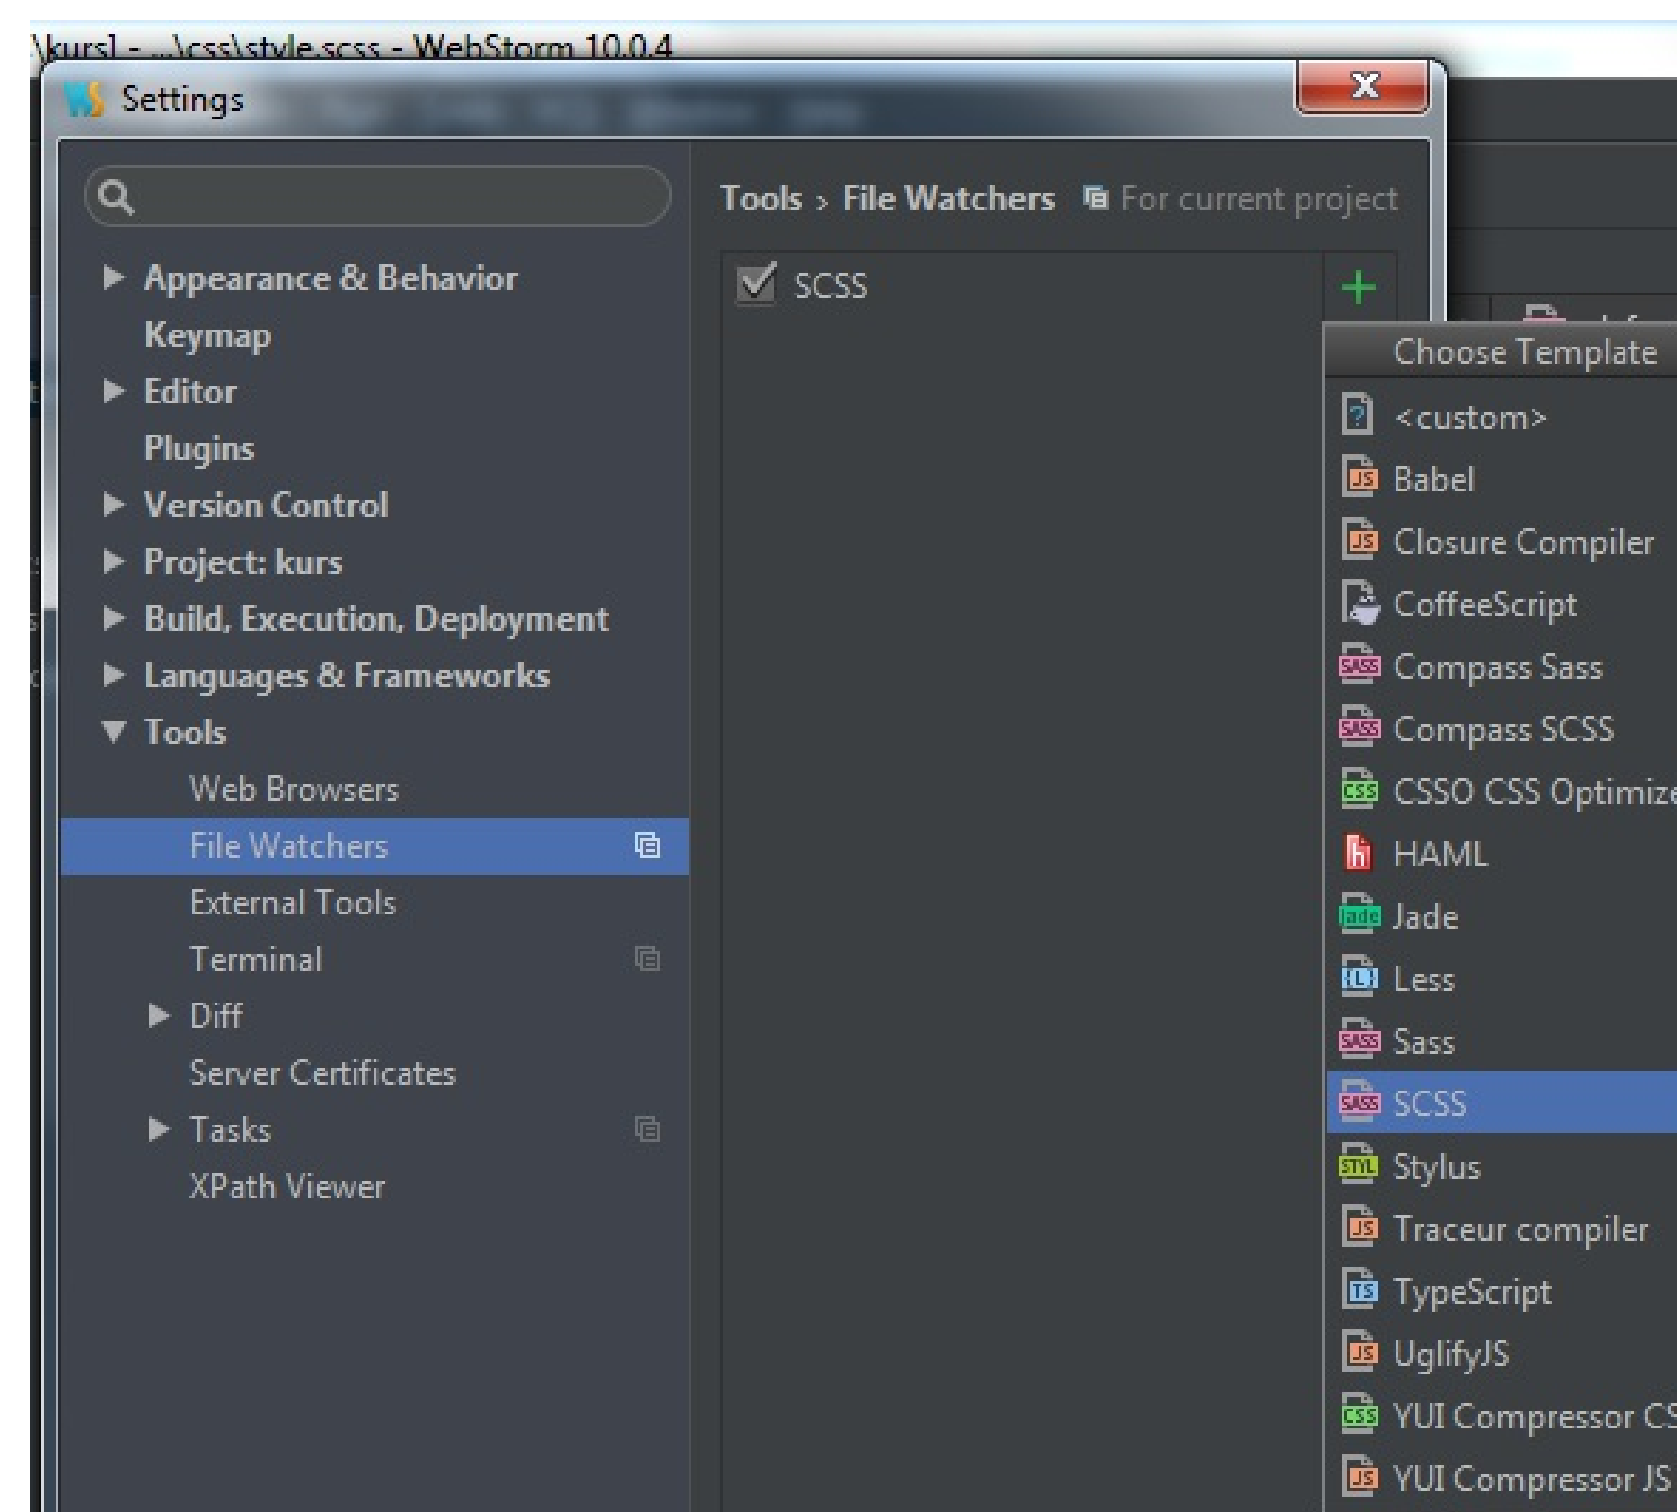 \kurs] - ...\css\style.scss - WebStorm 10.0.4
Settings
Tools › File Watchers For current project
Appearance & Behavior
Keymap
Editor
Plugins
Version Control
Project: kurs
Build, Execution, Deployment
Languages & Frameworks
Tools
Web Browsers
File Watchers
External Tools
Terminal
Diff
Server Certificates
Tasks
XPath Viewer
SCSS
Choose Template
<custom>
Babel
Closure Compiler
CoffeeScript
Compass Sass
Compass SCSS
CSSO CSS Optimize
HAML
Jade
Less
Sass
SCSS
Stylus
Traceur compiler
TypeScript
UglifyJS
YUI Compressor CS
YUI Compressor JS